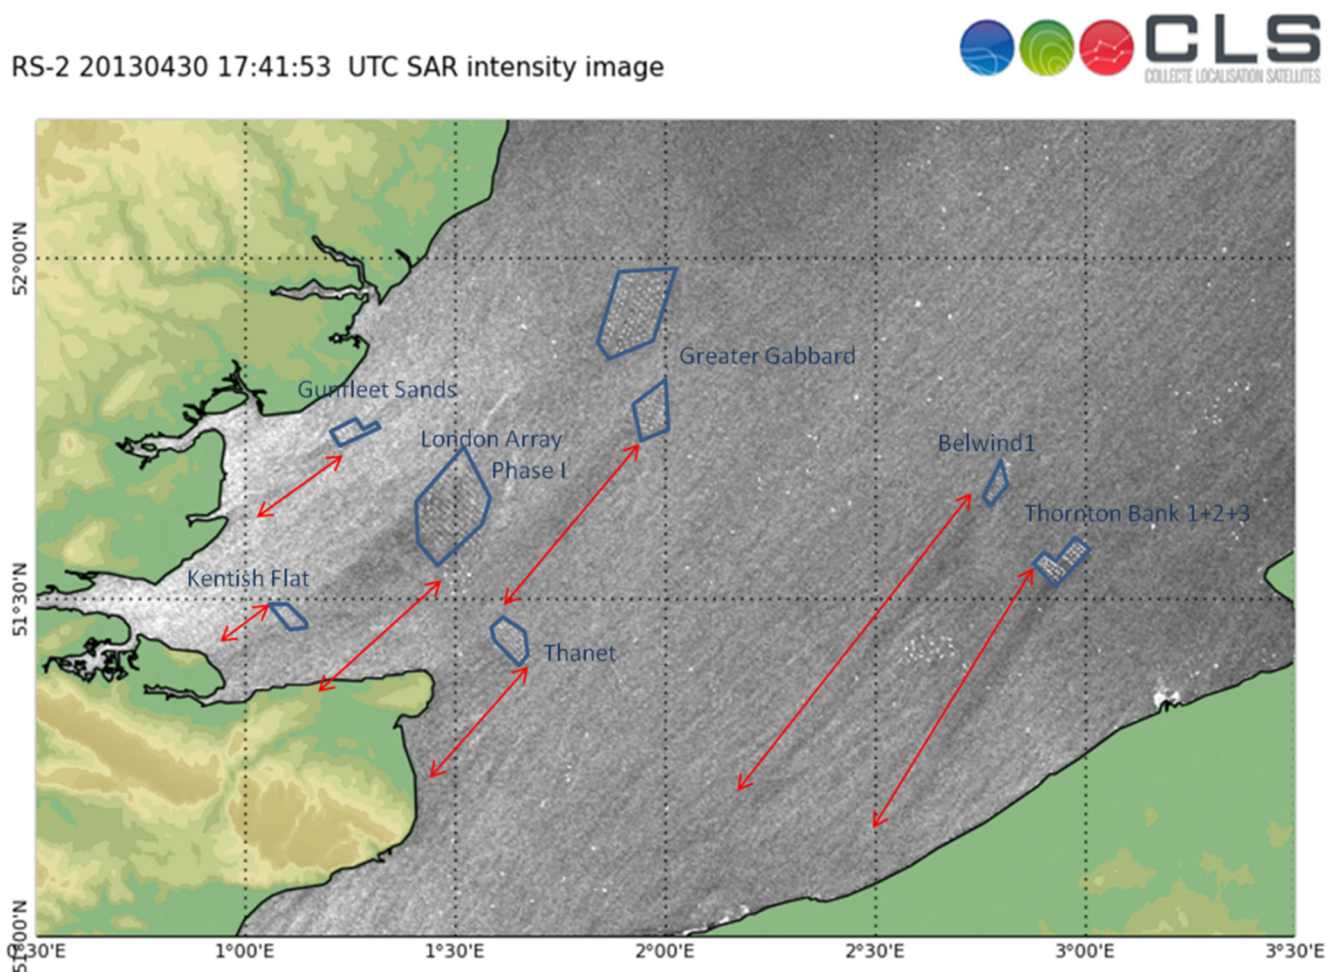 CLS
COLLECTE LOCALISATION SATELLITES
RS-2 20130430 17:41:53 UTC SAR intensity image
52°00'N
Greater Gabbard
Gunfleet Sands
London Array
Phase I
Belwind1
Thornton Bank 1+2+3
Kentish Flat
51°30'N
Thanet
51°00'N
0°30'E
1°00'E
1°30'E
2°00'E
2°30'E
3°00'E
3°30'E